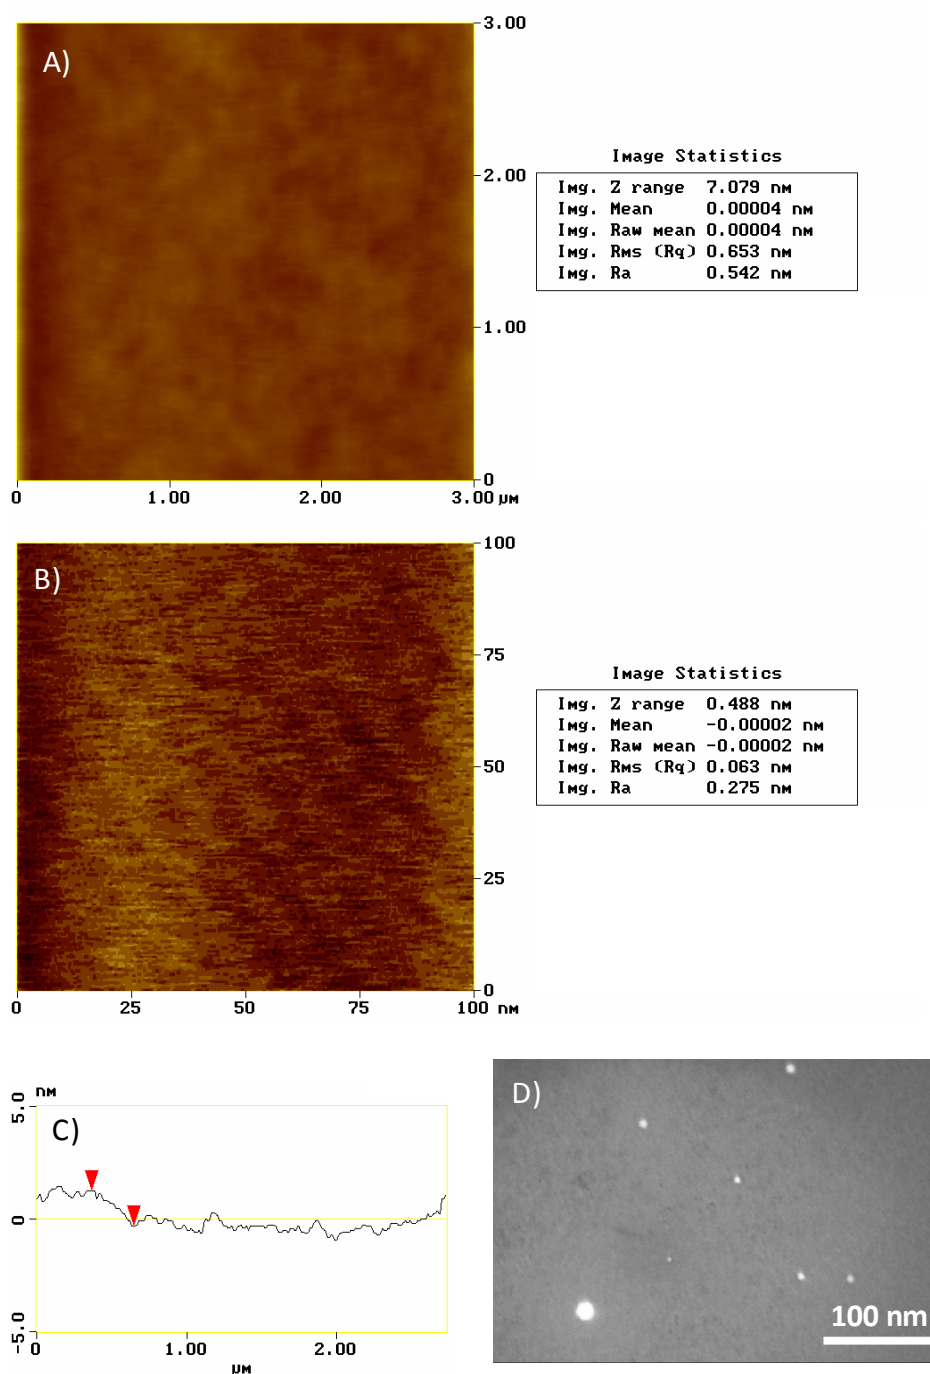 A)
3.00
2.00
1.00
0
0 1.00 2.00 3.00 μM
Image Statistics
Img. Z range 7.079 nm
Img. Mean 0.00004 nm
Img. Raw mean 0.00004 nm
Img. Rms (Rq) 0.653 nm
Img. Ra 0.542 nm
B)
100
75
50
25
0
0 25 50 75 100 nm
Image Statistics
Img. Z range 0.488 nm
Img. Mean -0.00002 nm
Img. Raw mean -0.00002 nm
Img. Rms (Rq) 0.063 nm
Img. Ra 0.275 nm
nm
5.0
C)
0
-5.0
0 1.00 2.00
μM
D)
100 nm